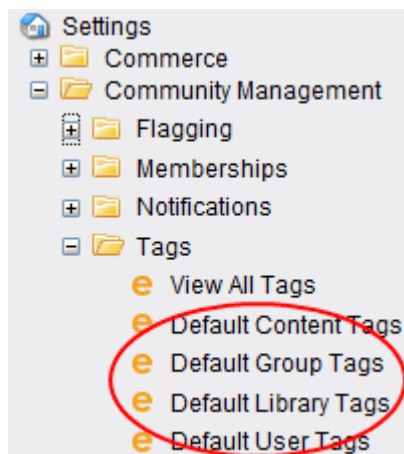 Settings
Commerce
Community Management
Flagging
Memberships
Notifications
Tags
View All Tags
Default Content Tags
Default Group Tags
Default Library Tags
Default User Tags